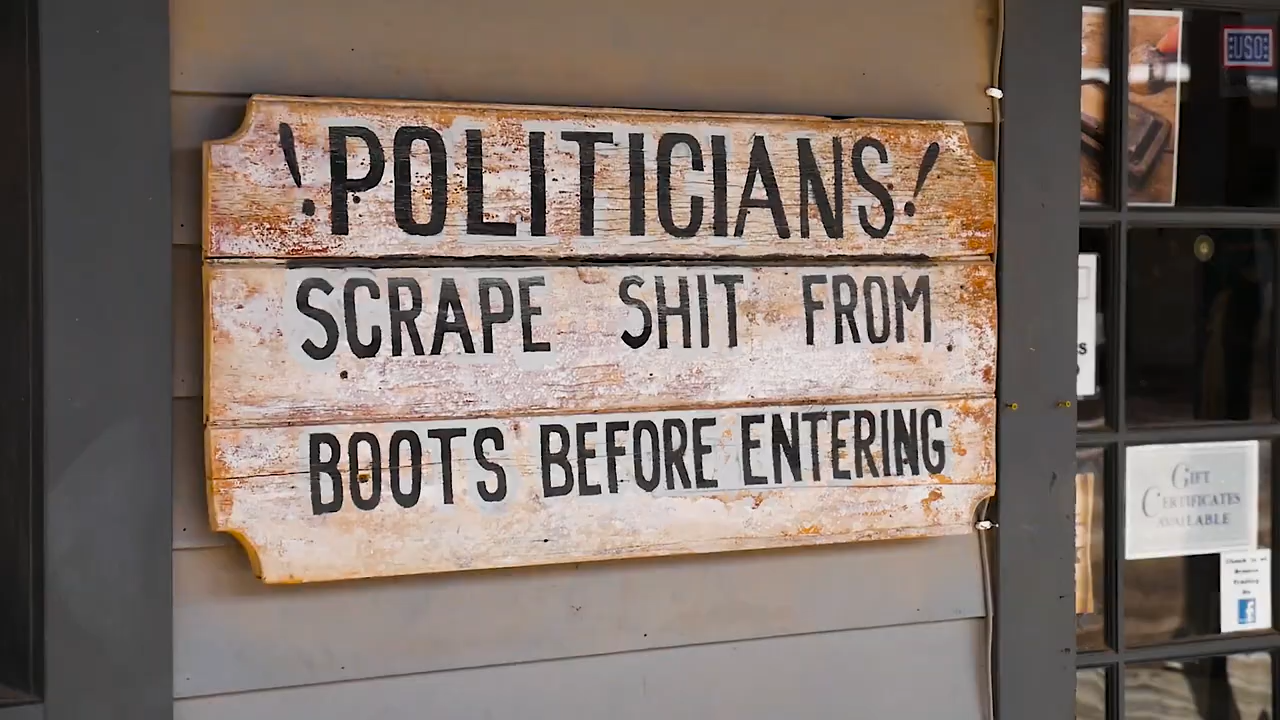 !POLITICIANS!
SCRAPE SHIT FROM
BOOTS BEFORE ENTERING
USO
GIFT
CERTIFICATES
AVAILABLE
f